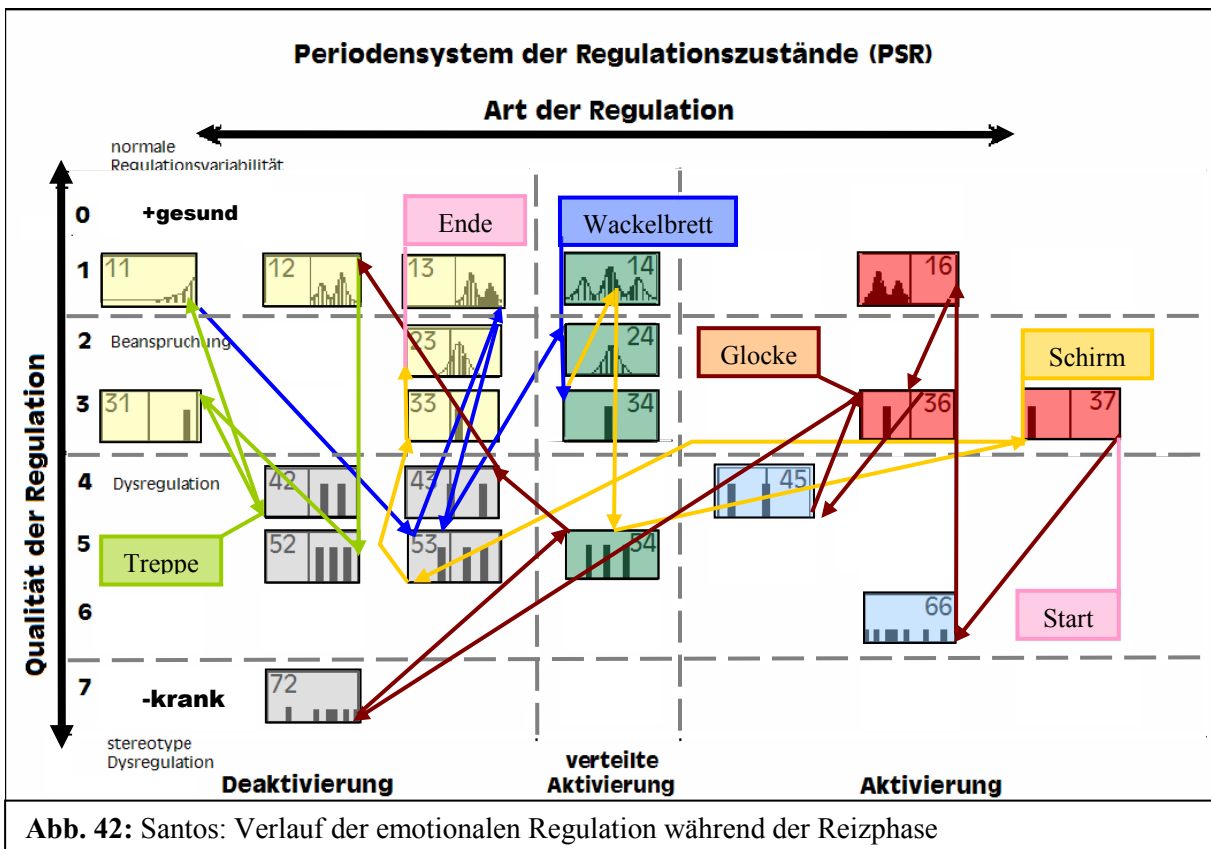 Periodensystem der Regulationszustände (PSR)
Art der Regulation
normale
Regulationsvariabilität
Qualität der Regulation
0 +gesund
Ende
Wackelbrett
1
11
12
13
14
16
2 Beanspruchung
23
24
Glocke
Schirm
3
31
33
34
36
37
4 Dysregulation
42
43
45
5
52
53
54
Treppe
6
66
Start
7 -krank
72
stereotype
Dysregulation
Deaktivierung
verteilte
Aktivierung
Aktivierung
Abb. 42: Santos: Verlauf der emotionalen Regulation während der Reizphase